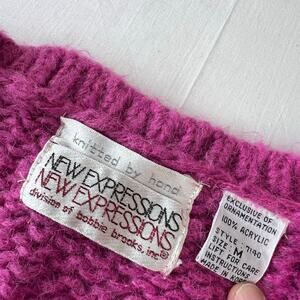 knitted by hand
NEW EXPRESSIONS
NEW EXPRESSIONS
division of bobbie brooks, inc®
EXCLUSIVE OF
ORNAMENTATION
100% ACRYLIC
STYLE: 7190
SIZE: M
LIFT FOR CARE
INSTRUCTIONS
MADE IN